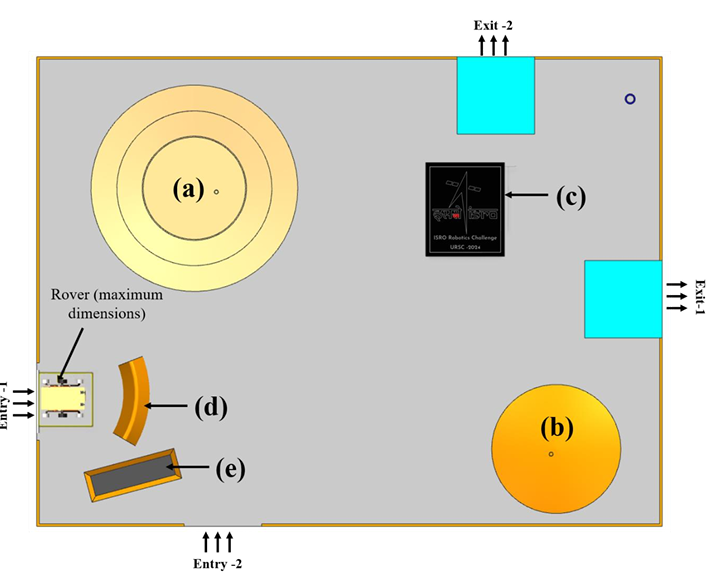 Exit -2
(a)
(c)
ISRO Robotics Challenge
URSC -2024
Rover (maximum
dimensions)
Exit-1
Entry -1
(d)
(b)
(e)
Entry -2